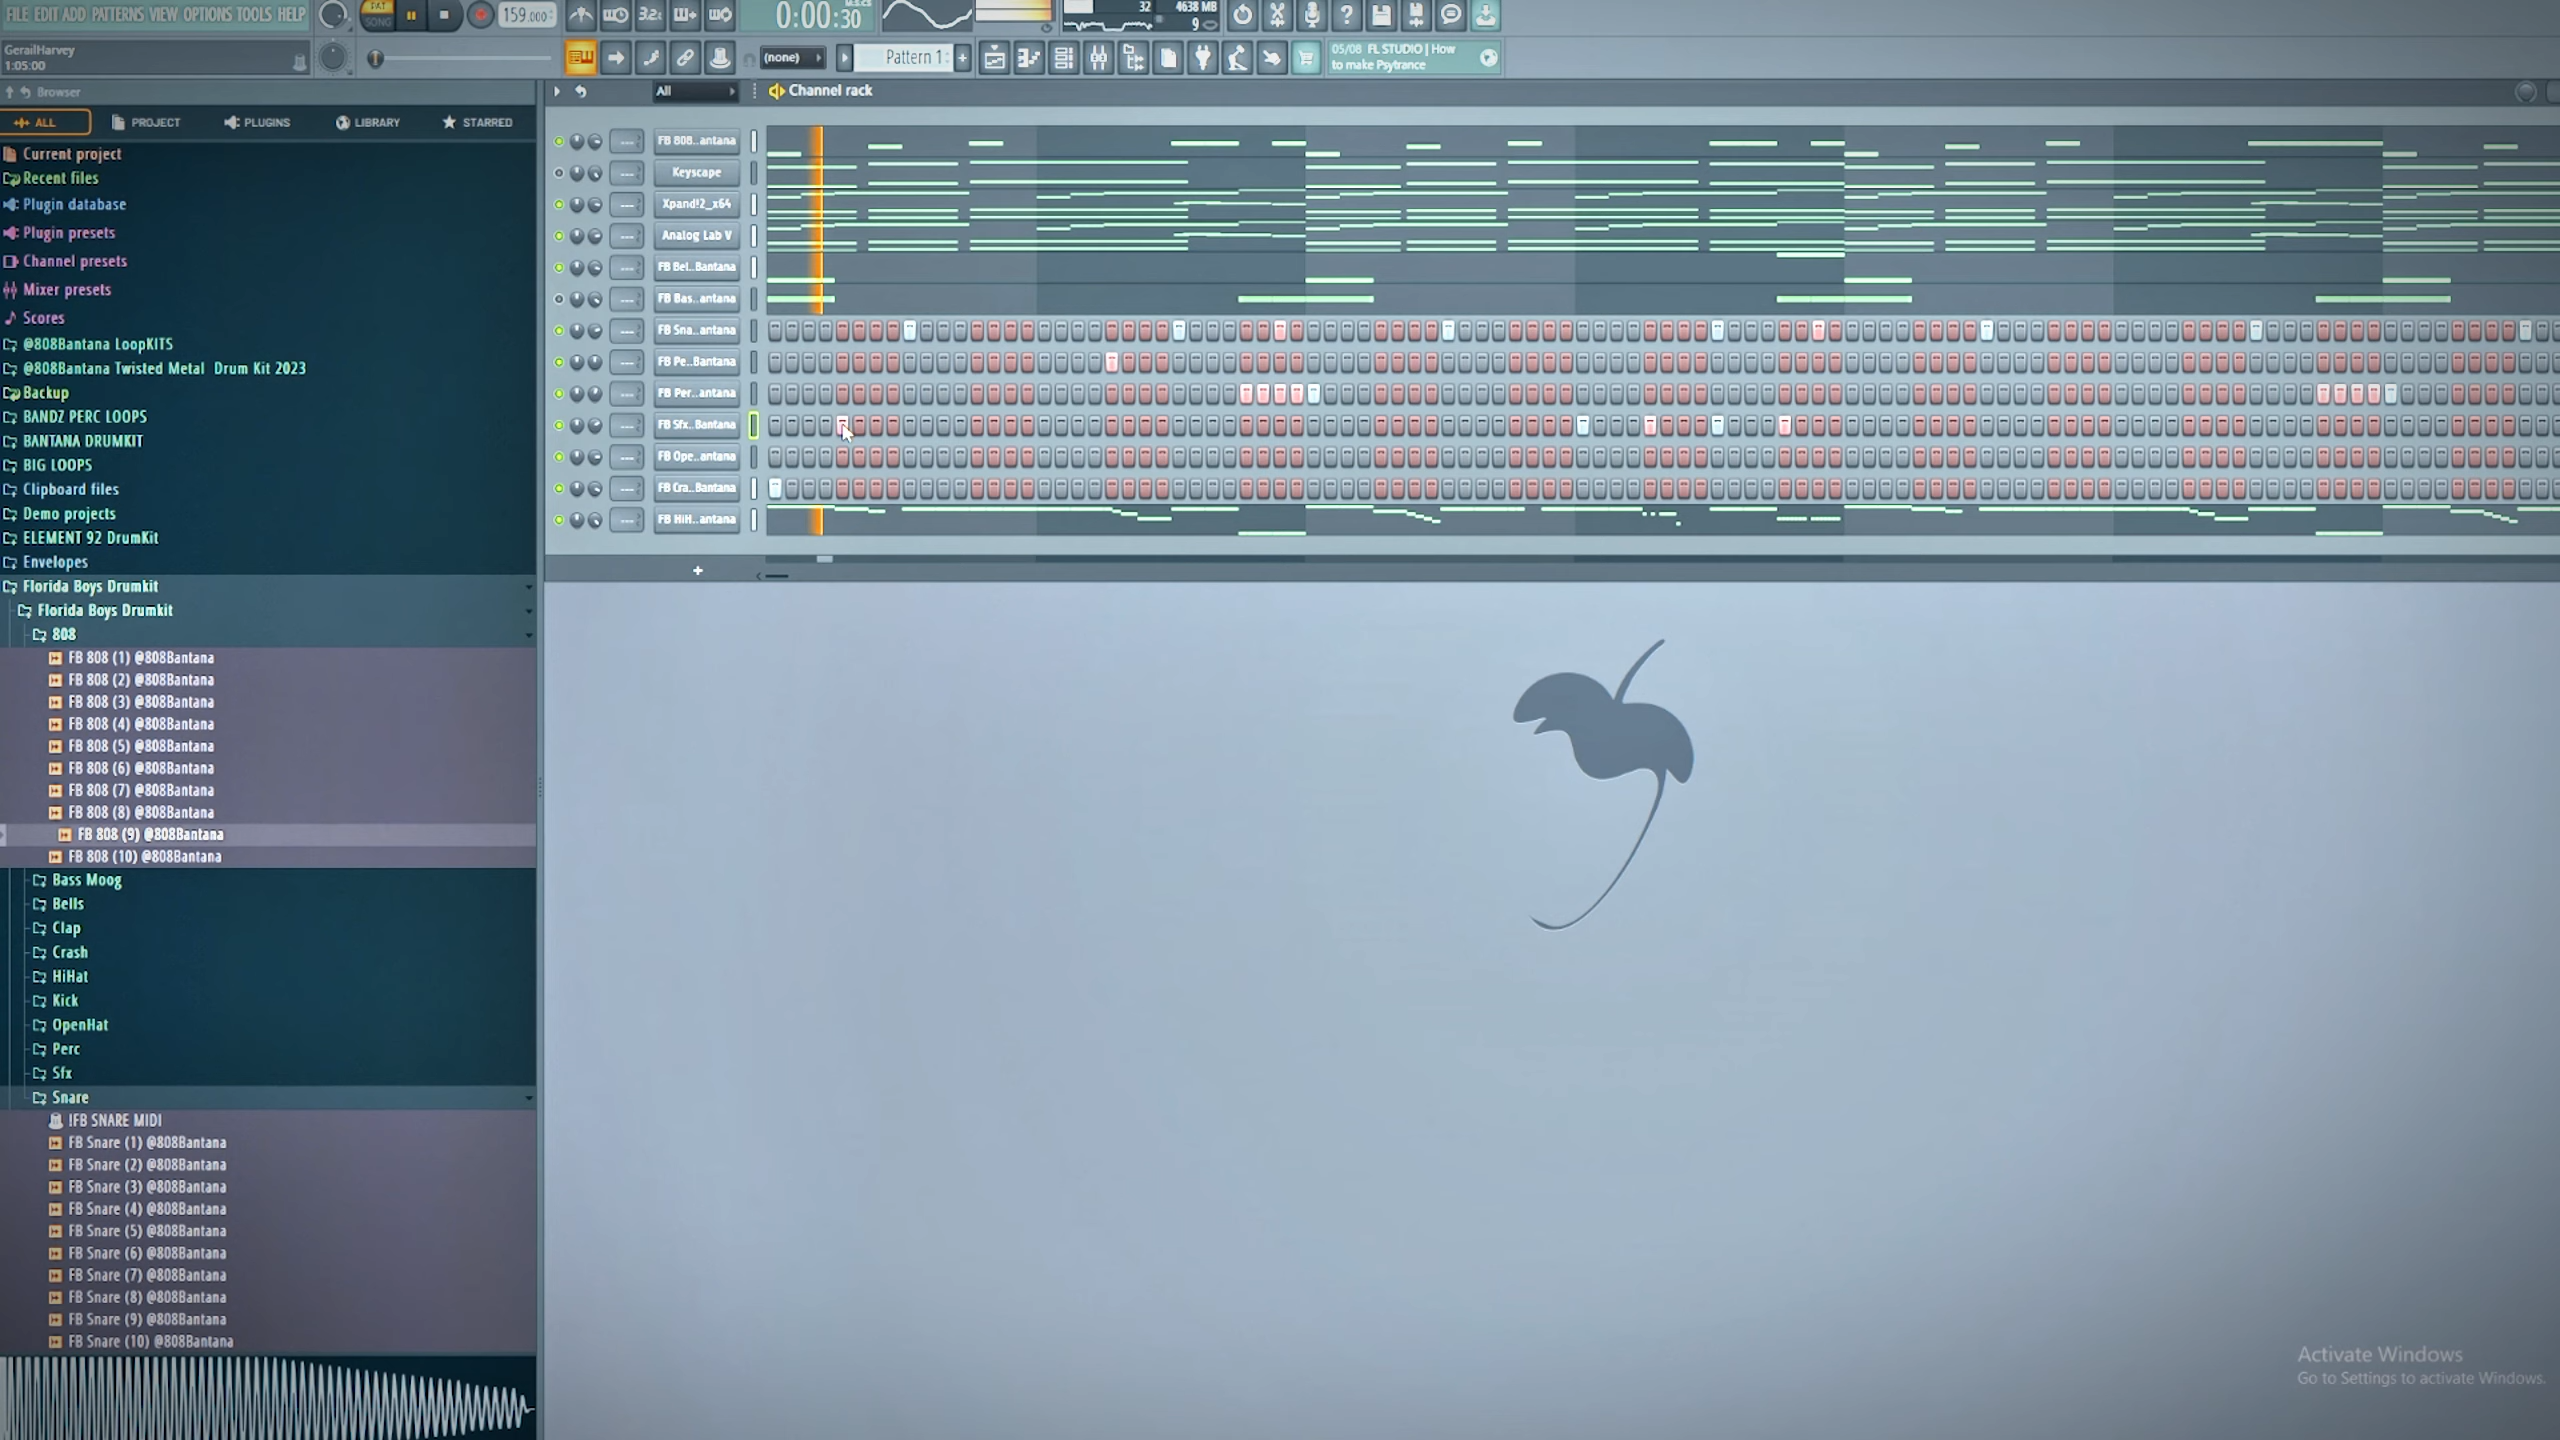 FILE EDIT ADD PATTERNS VIEW OPTIONS TOOLS HELP
PAT
SONG
159.000
3.2.
0:00:30
M:S:CS
32
4638 MB
9
GerailHarvey
1:05:00
(none)
Pattern 1
05/08 FL STUDIO | How
to make Psytrance
Browser
All
Channel rack
ALL
PROJECT
PLUGINS
LIBRARY
STARRED
Current project
Recent files
Plugin database
Plugin presets
Channel presets
Mixer presets
Scores
@808Bantana LoopKITS
@808Bantana Twisted Metal Drum Kit 2023
Backup
BANDZ PERC LOOPS
BANTANA DRUMKIT
BIG LOOPS
Clipboard files
Demo projects
ELEMENT 92 DrumKit
Envelopes
Florida Boys Drumkit
Florida Boys Drumkit
808
FB 808 (1) @808Bantana
FB 808 (2) @808Bantana
FB 808 (3) @808Bantana
FB 808 (4) @808Bantana
FB 808 (5) @808Bantana
FB 808 (6) @808Bantana
FB 808 (7) @808Bantana
FB 808 (8) @808Bantana
FB 808 (9) @808Bantana
FB 808 (10) @808Bantana
Bass Moog
Bells
Clap
Crash
HiHat
Kick
OpenHat
Perc
Sfx
Snare
IFB SNARE MIDI
FB Snare (1) @808Bantana
FB Snare (2) @808Bantana
FB Snare (3) @808Bantana
FB Snare (4) @808Bantana
FB Snare (5) @808Bantana
FB Snare (6) @808Bantana
FB Snare (7) @808Bantana
FB Snare (8) @808Bantana
FB Snare (9) @808Bantana
FB Snare (10) @808Bantana
FB 808..antana
Keyscape
Xpand!2_x64
Analog Lab V
FB Bel..Bantana
FB Bas..antana
FB Sna..antana
FB Pe..Bantana
FB Per..antana
FB Sfx..Bantana
FB Ope..antana
FB Cra..Bantana
FB HiH..antana
Activate Windows
Go to Settings to activate Windows.